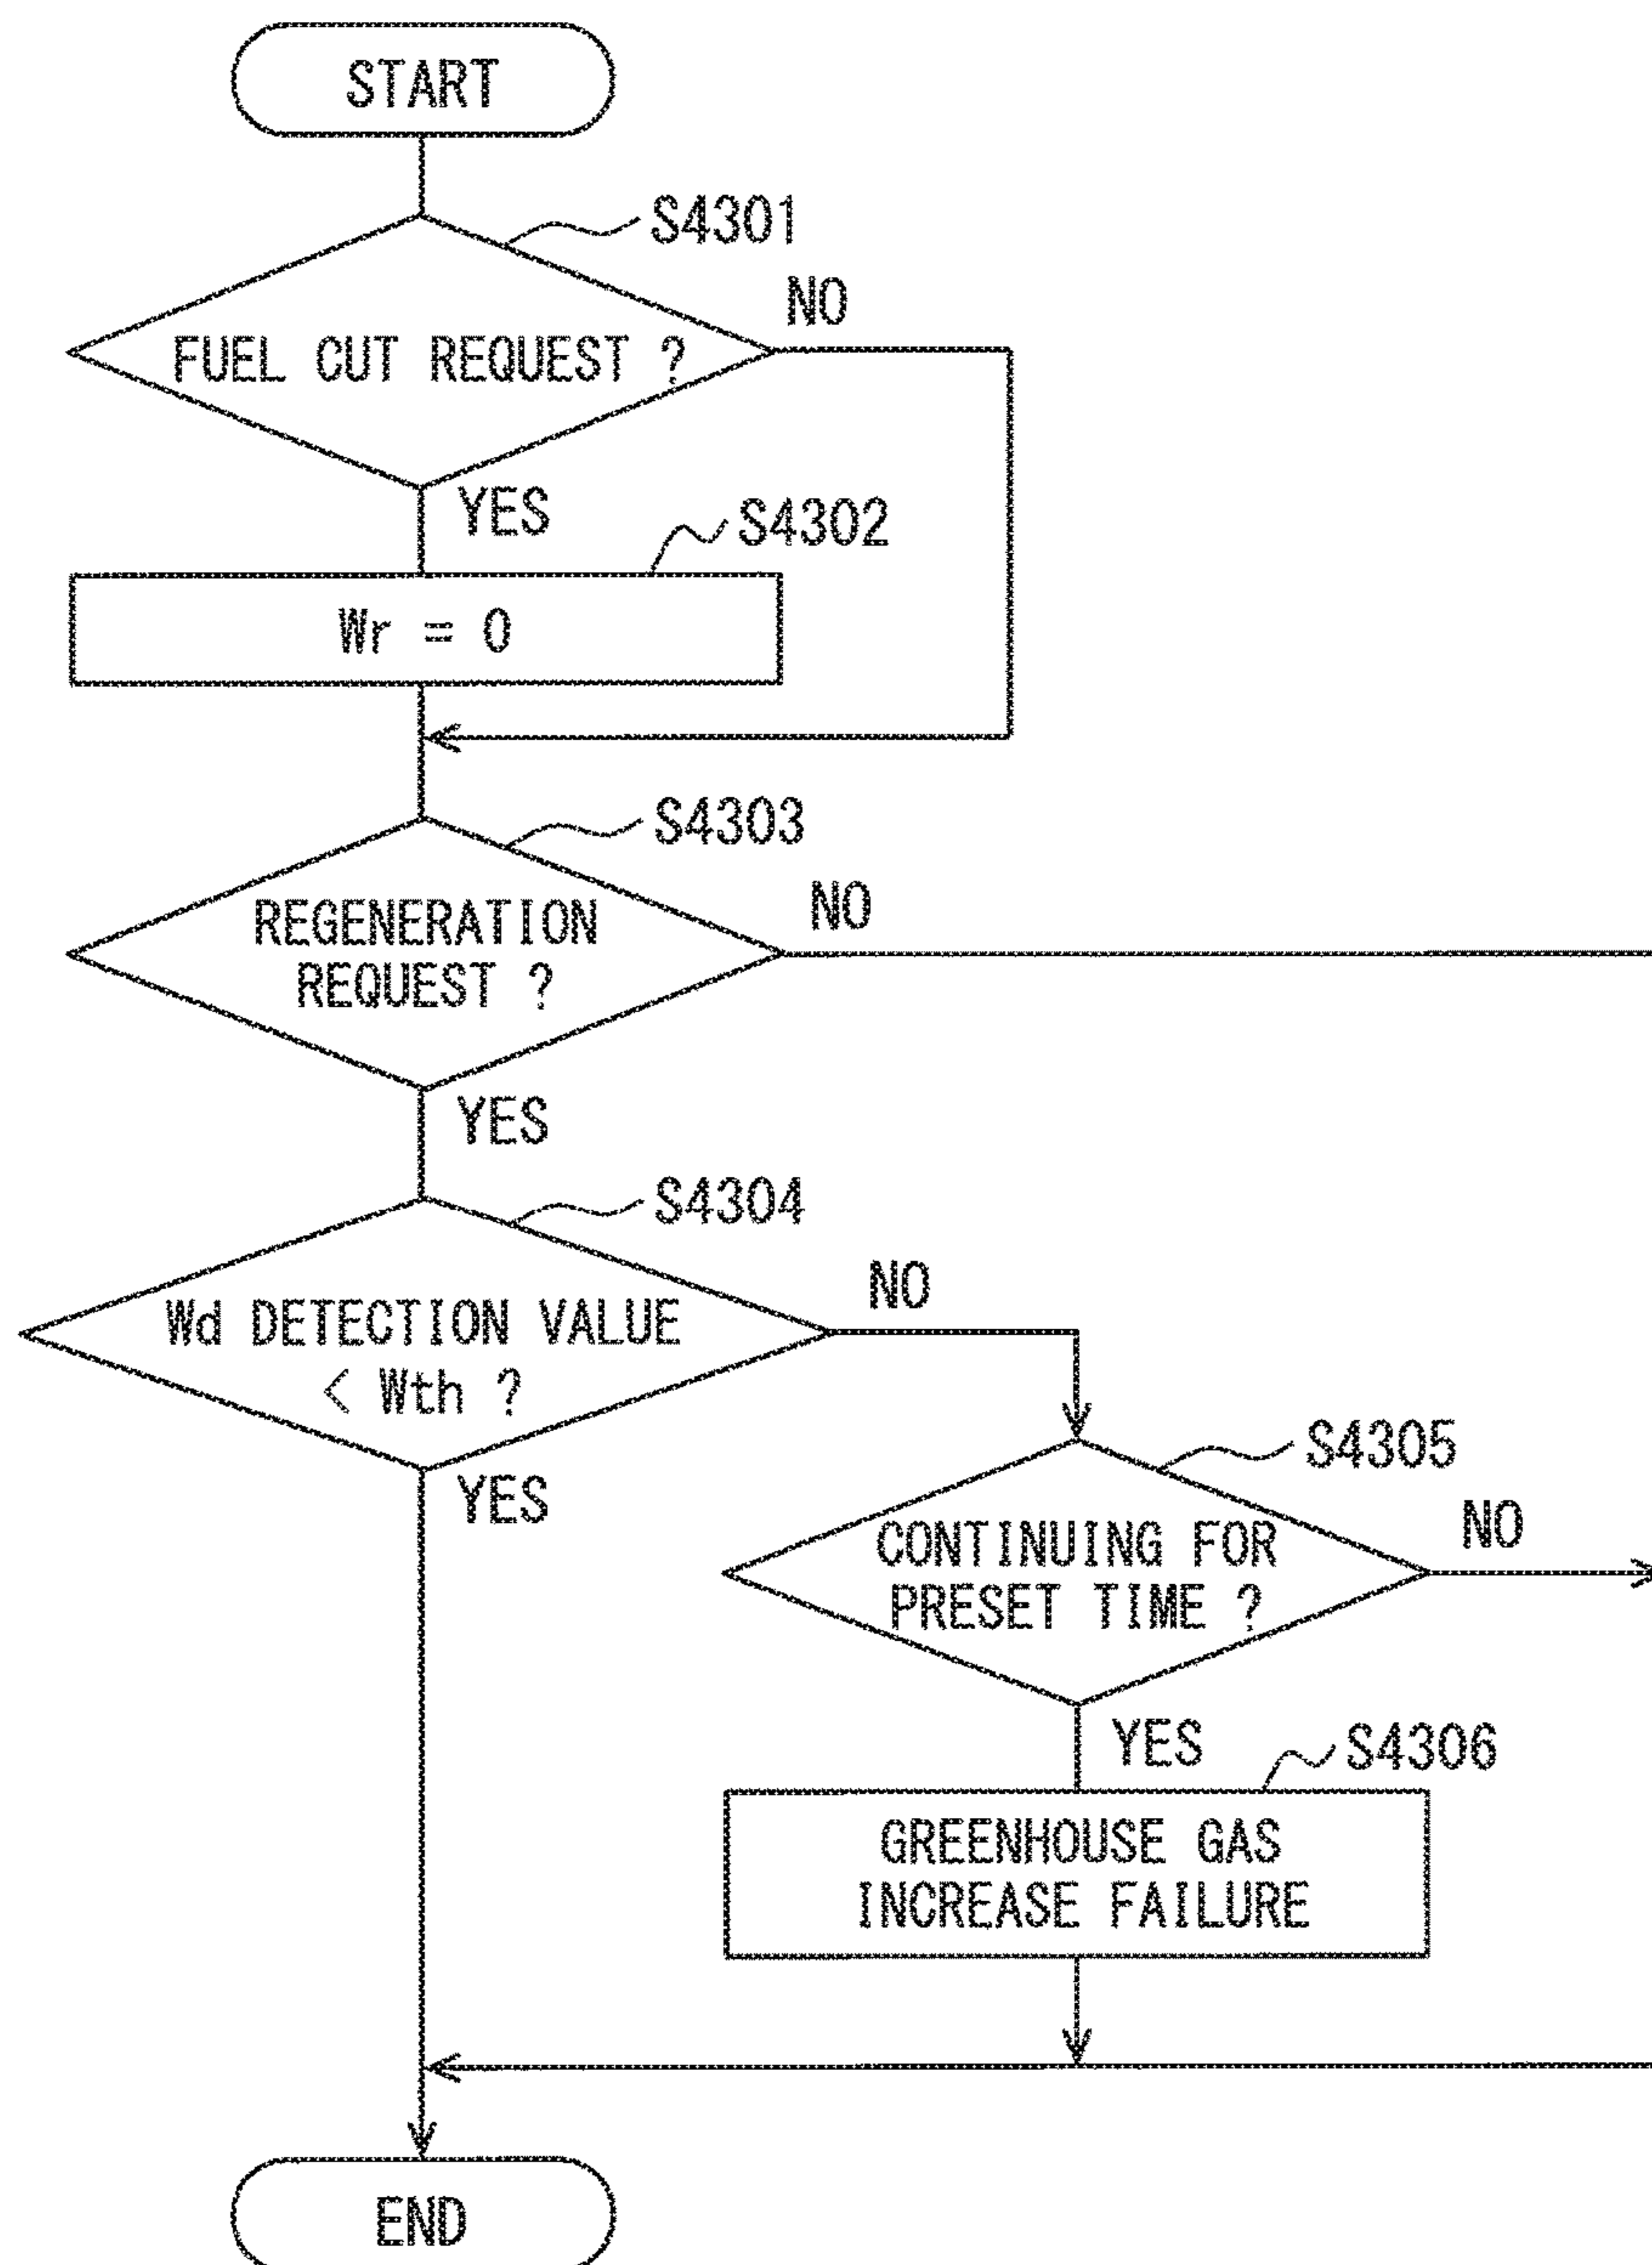 START
S4301
NO
FUEL CUT REQUEST ?
YES
S4302
Wr = 0
S4303
NO
REGENERATION
REQUEST ?
YES
S4304
NO
Wd DETECTION VALUE
< Wth ?
YES
S4305
NO
CONTINUING FOR
PRESET TIME ?
YES
S4306
GREENHOUSE GAS
INCREASE FAILURE
END